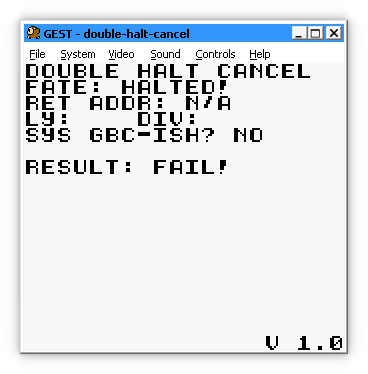 GEST - double-halt-cancel
File System Video Sound Controls Help
DOUBLE HALT CANCEL
FATE: HALTED!
RET ADDR: N/A
LY: DIV:
SYS GBC-ISH? NO
RESULT: FAIL!
V 1.0